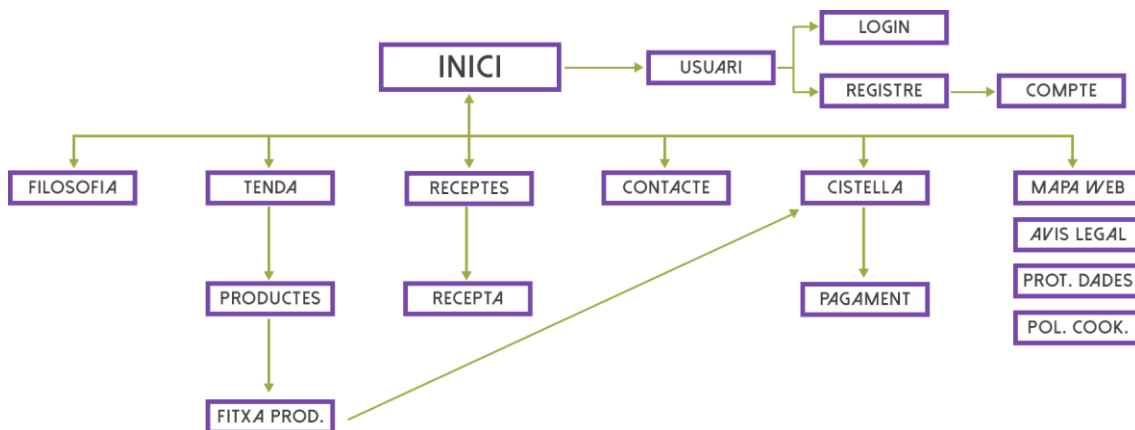 INICI
USUARI
LOGIN
REGISTRE
COMPTE
FILOSOFIA
TENDA
RECEPTES
CONTACTE
CISTELLA
MAPA WEB
AVIS LEGAL
PRODUCTES
RECEPTA
PAGAMENT
PROT. DADES
POL. COOK.
FITXA PROD.